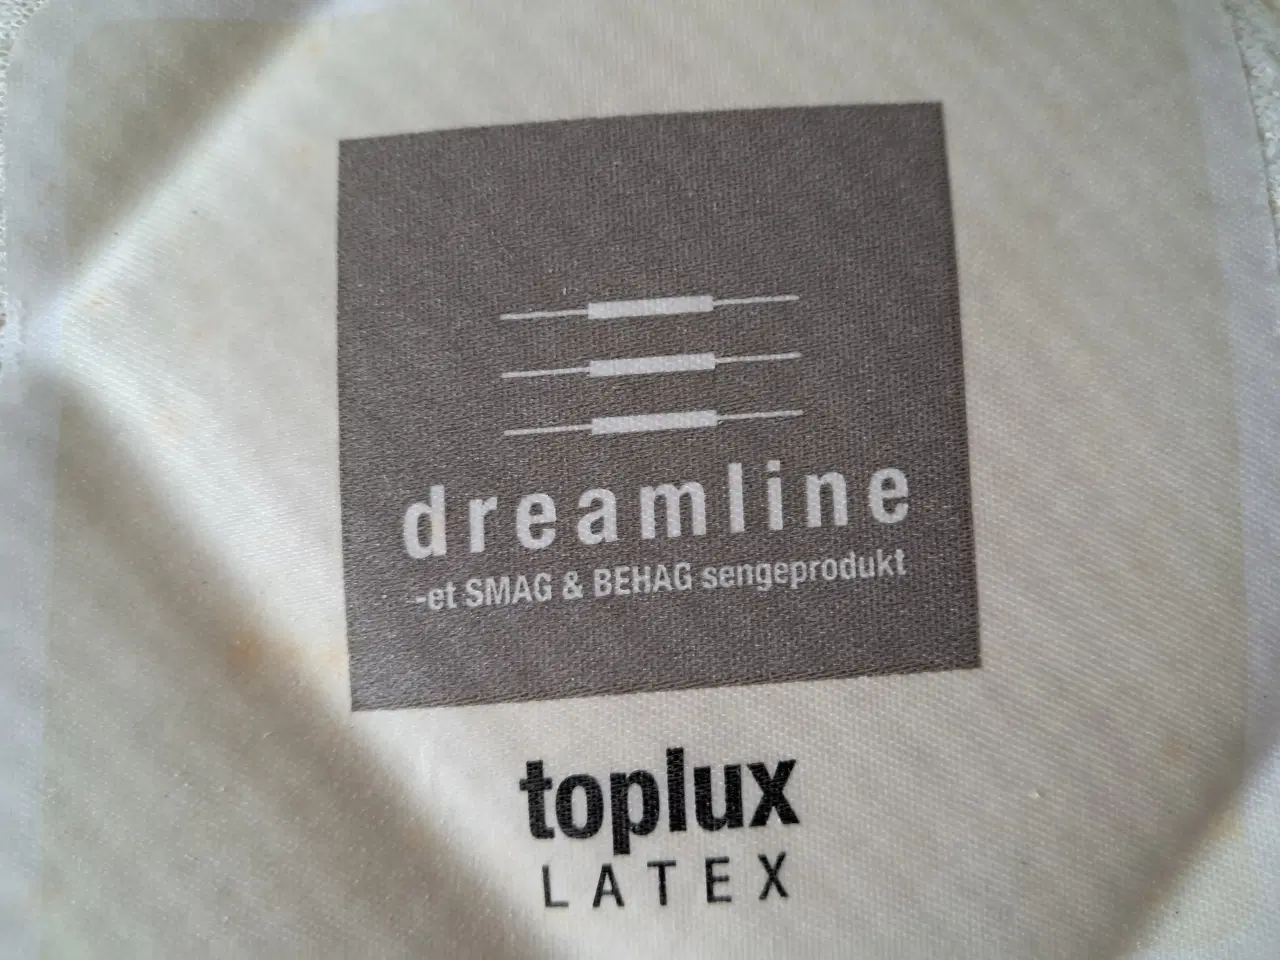 dreamline
-et SMAG & BEHAG sengeprodukt
toplux
LATEX